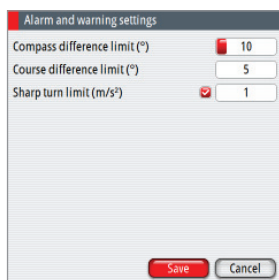 Alarm and warning settings
Compass difference limit (°) 10
Course difference limit (°) 5
Sharp turn limit (m/s²) 1
Save Cancel